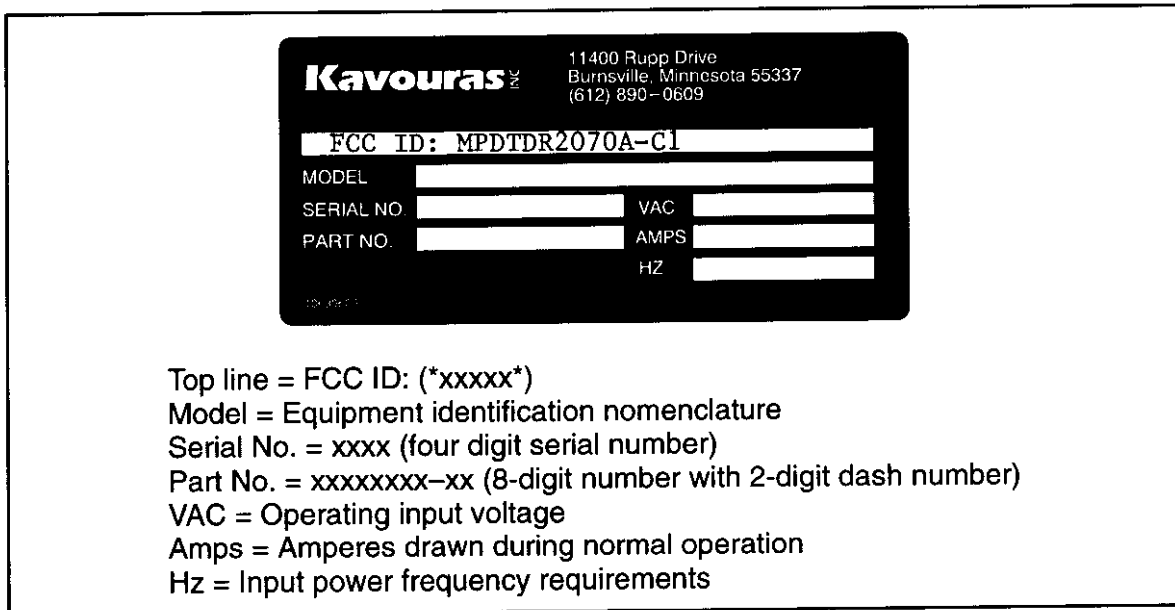 Kavouras INC
11400 Rupp Drive
Burnsville, Minnesota 55337
(612) 890-0609
FCC ID: MPDTDR2070A-C1
MODEL
SERIAL NO.
VAC
PART NO.
AMPS
HZ
Top line = FCC ID: (*xxxxx*)
Model = Equipment identification nomenclature
Serial No. = xxxx (four digit serial number)
Part No. = xxxxxxxx–xx (8-digit number with 2-digit dash number)
VAC = Operating input voltage
Amps = Amperes drawn during normal operation
Hz = Input power frequency requirements